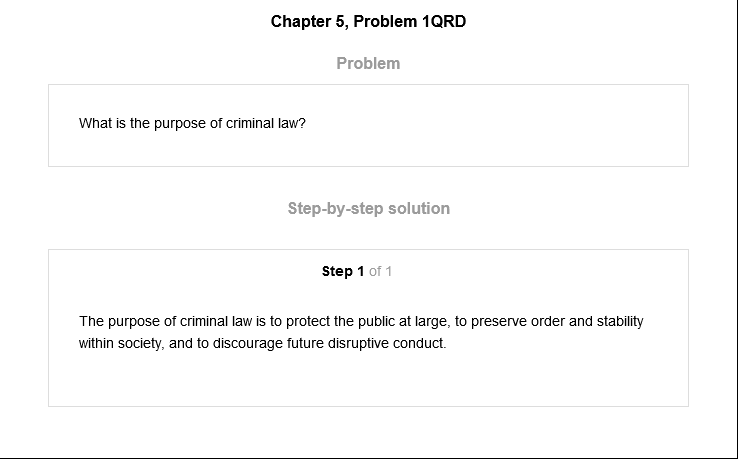 Chapter 5, Problem 1QRD
Problem
What is the purpose of criminal law?
Step-by-step solution
Step 1 of 1
The purpose of criminal law is to protect the public at large, to preserve order and stability
within society, and to discourage future disruptive conduct.